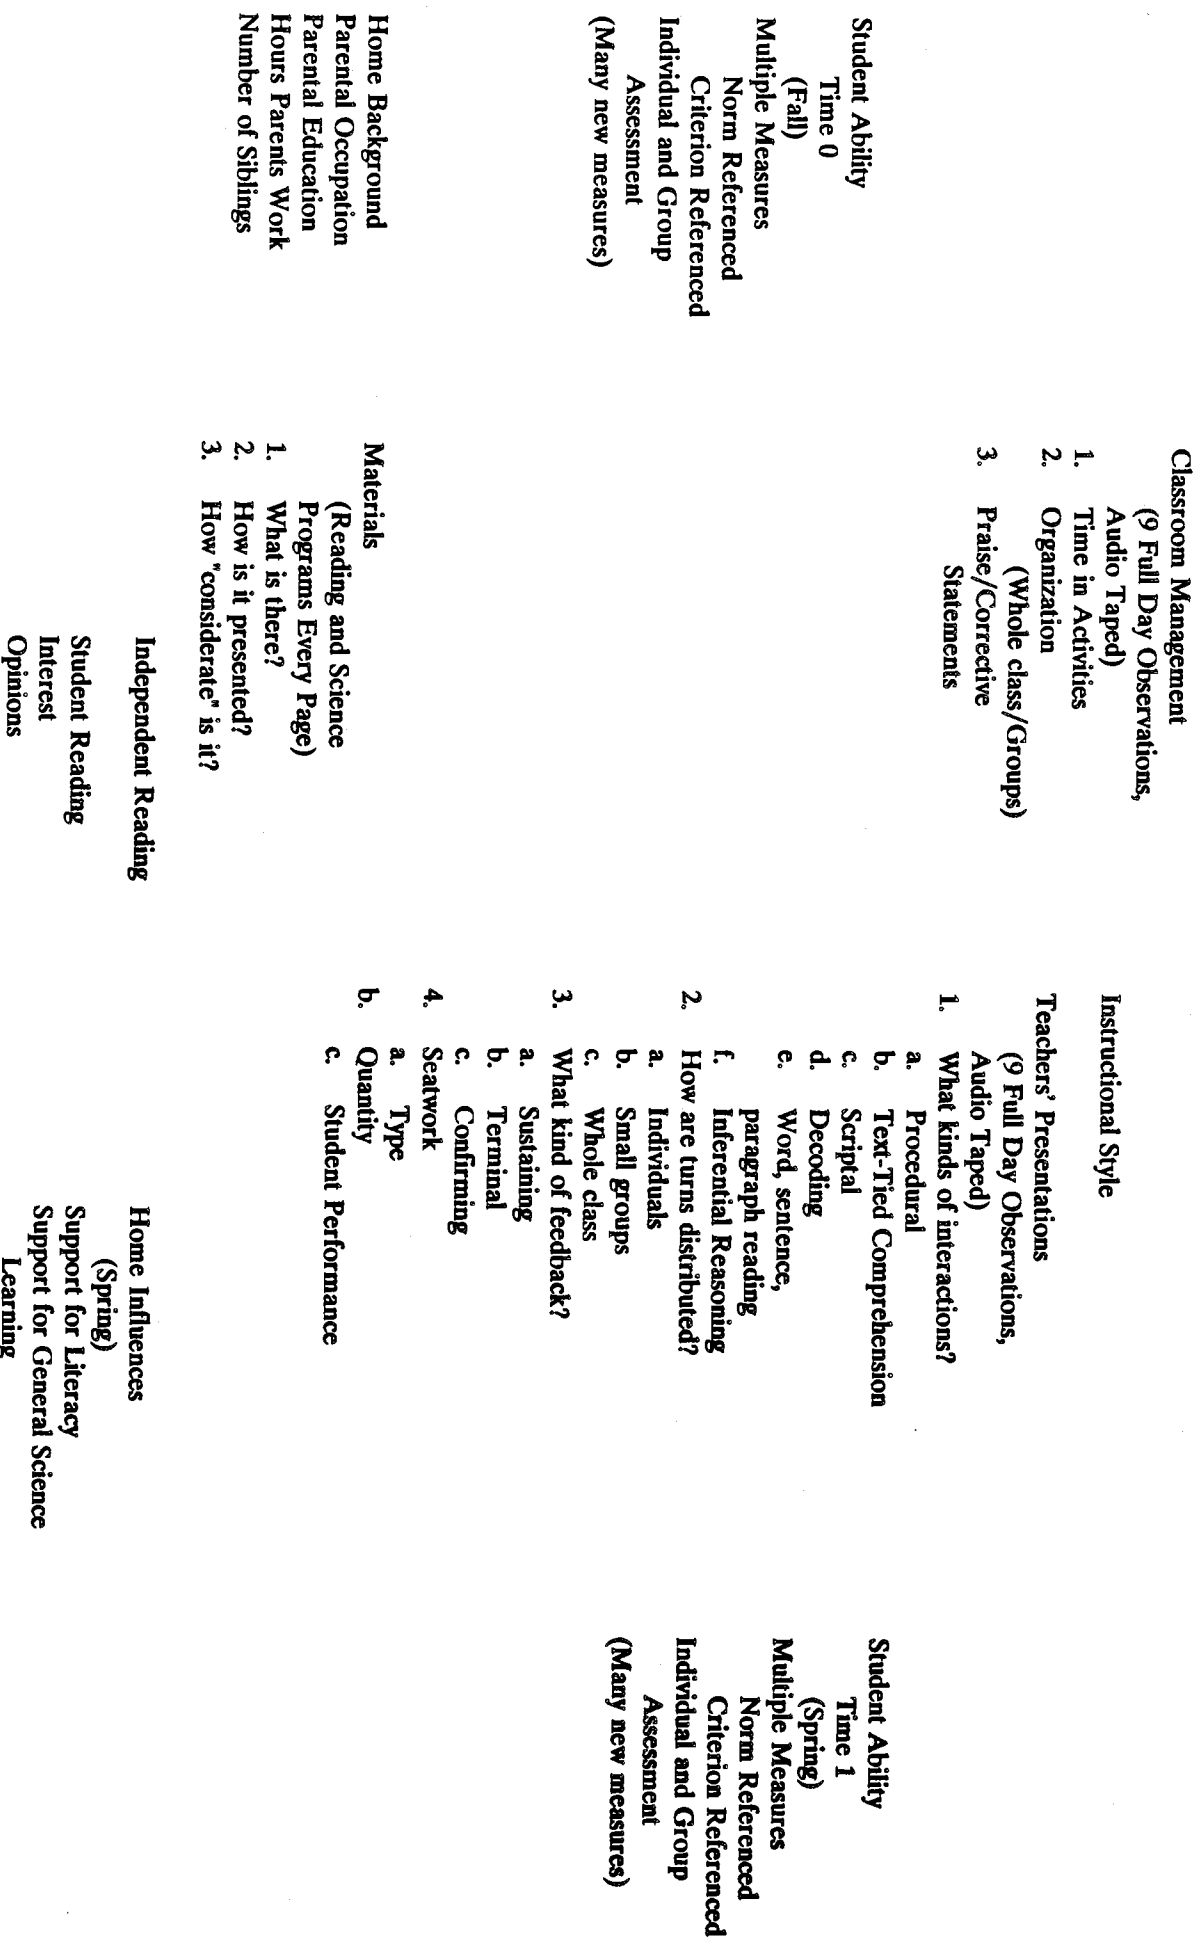 Classroom Management
(9 Full Day Observations,
Audio Taped)
1. Time in Activities
2. Organization
(Whole class/Groups)
3. Praise/Corrective
Statements
Instructional Style
Teachers' Presentations
(9 Full Day Observations,
Audio Taped)
1. What kinds of interactions?
a. Procedural
b. Text-Tied Comprehension
c. Scriptal
d. Decoding
e. Word, sentence,
paragraph reading
f. Inferential Reasoning
2. How are turns distributed?
a. Individuals
b. Small groups
c. Whole class
3. What kind of feedback?
a. Sustaining
b. Terminal
c. Confirming
4. Seatwork
a. Type
b. Quantity
c. Student Performance
Student Ability
Time 0
(Fall)
Multiple Measures
Norm Referenced
Criterion Referenced
Individual and Group
Assessment
(Many new measures)
Student Ability
Time 1
(Spring)
Multiple Measures
Norm Referenced
Criterion Referenced
Individual and Group
Assessment
(Many new measures)
Home Background
Parental Occupation
Parental Education
Hours Parents Work
Number of Siblings
Materials
(Reading and Science
Programs Every Page)
1. What is there?
2. How is it presented?
3. How "considerate" is it?
Independent Reading
Student Reading
Interest
Opinions
Home Influences
(Spring)
Support for Literacy
Support for General Science
Learning